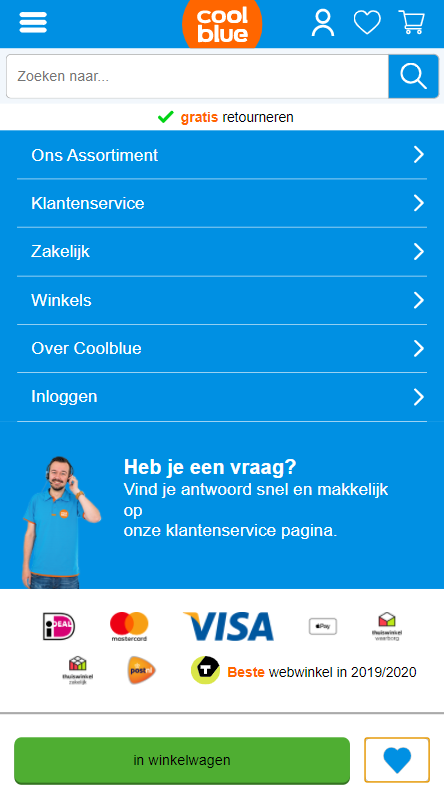 cool
blue
Zoeken naar...
gratis retourneren
Ons Assortiment
Klantenservice
Zakelijk
Winkels
Over Coolblue
Inloggen
Heb je een vraag?
Vind je antwoord snel en makkelijk
op
onze klantenservice pagina.
iDEAL
mastercard
VISA
Pay
thuiswinkel
waarborg
thuiswinkel
zakelijk
postnl
T
Beste webwinkel in 2019/2020
in winkelwagen